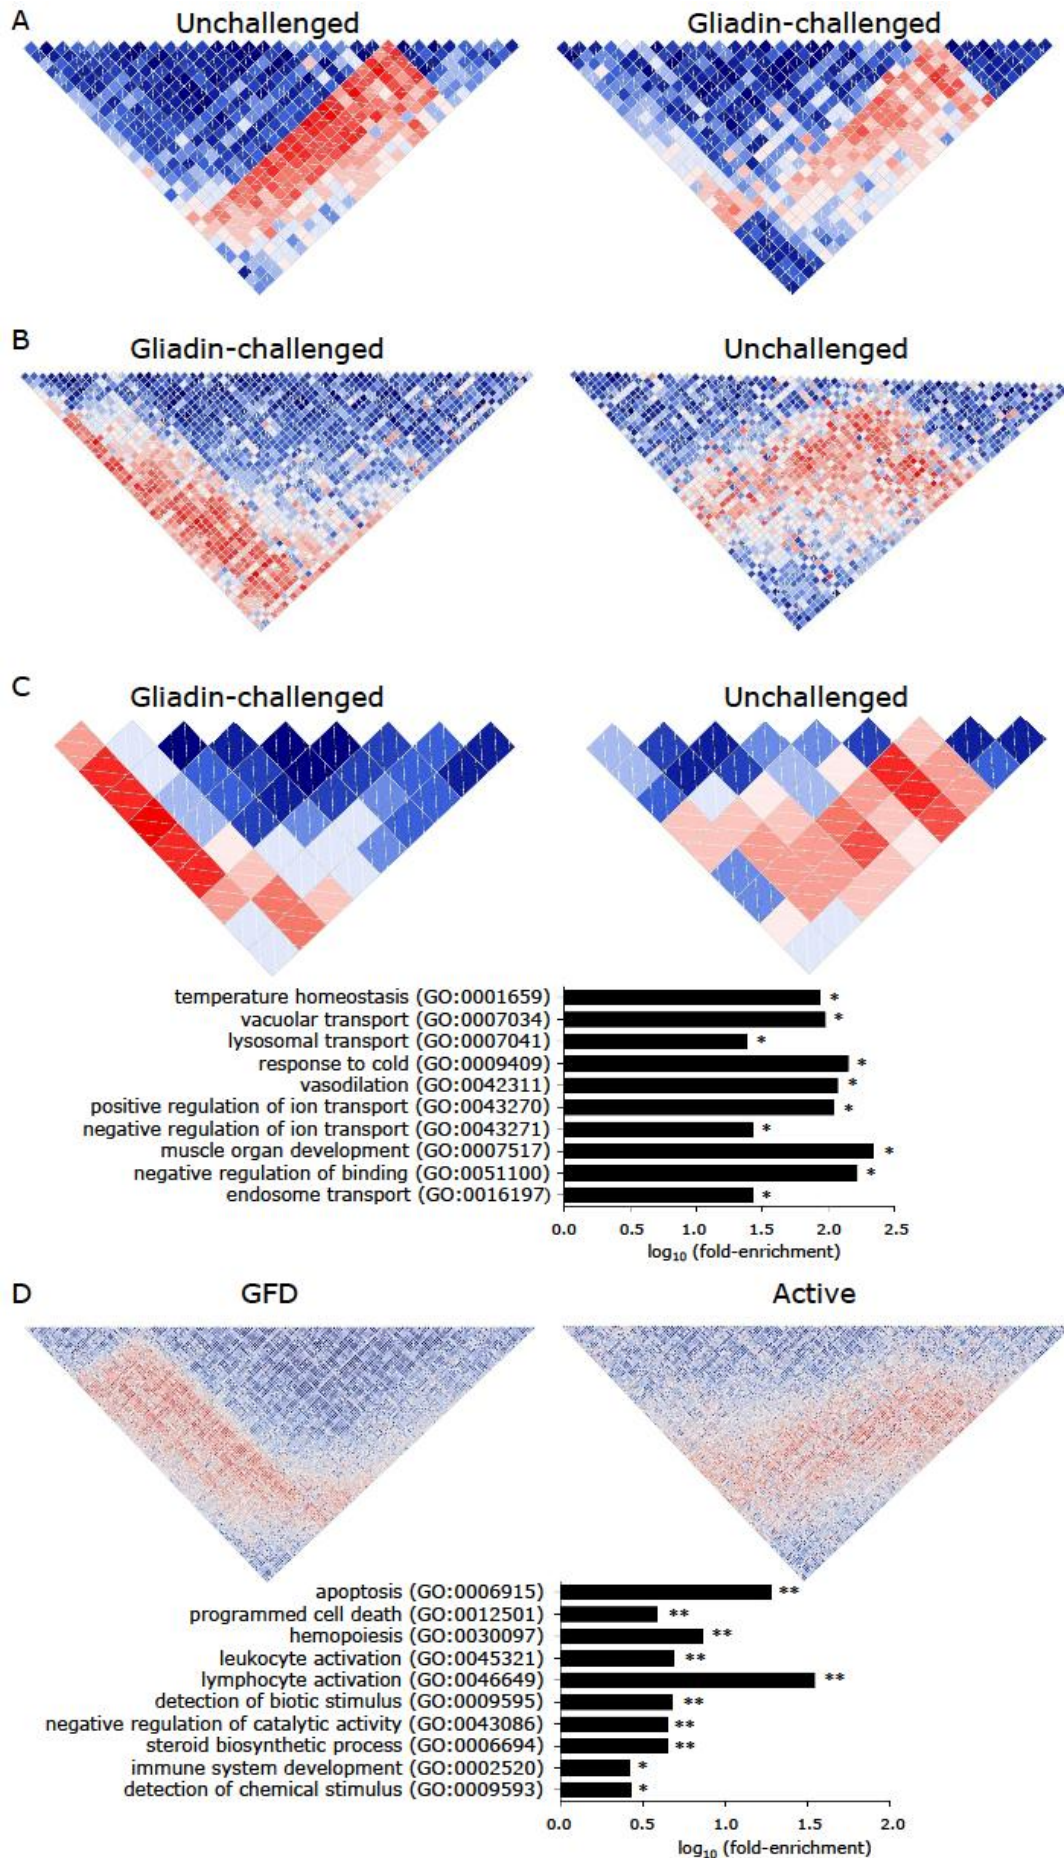 A
Unchallenged
Gliadin-challenged
B
Gliadin-challenged
Unchallenged
C
Gliadin-challenged
Unchallenged
temperature homeostasis (GO:0001659) *
vacuolar transport (GO:0007034) *
lysosomal transport (GO:0007041) *
response to cold (GO:0009409) *
vasodilation (GO:0042311) *
positive regulation of ion transport (GO:0043270) *
negative regulation of ion transport (GO:0043271) *
muscle organ development (GO:0007517) *
negative regulation of binding (GO:0051100) *
endosome transport (GO:0016197) *
0.0 0.5 1.0 1.5 2.0 2.5
log₁₀ (fold-enrichment)
D
GFD
Active
apoptosis (GO:0006915) **
programmed cell death (GO:0012501) **
hemopoiesis (GO:0030097) **
leukocyte activation (GO:0045321) **
lymphocyte activation (GO:0046649) **
detection of biotic stimulus (GO:0009595) **
negative regulation of catalytic activity (GO:0043086) **
steroid biosynthetic process (GO:0006694) **
immune system development (GO:0002520) *
detection of chemical stimulus (GO:0009593) *
0.0 0.5 1.0 1.5 2.0
log₁₀ (fold-enrichment)